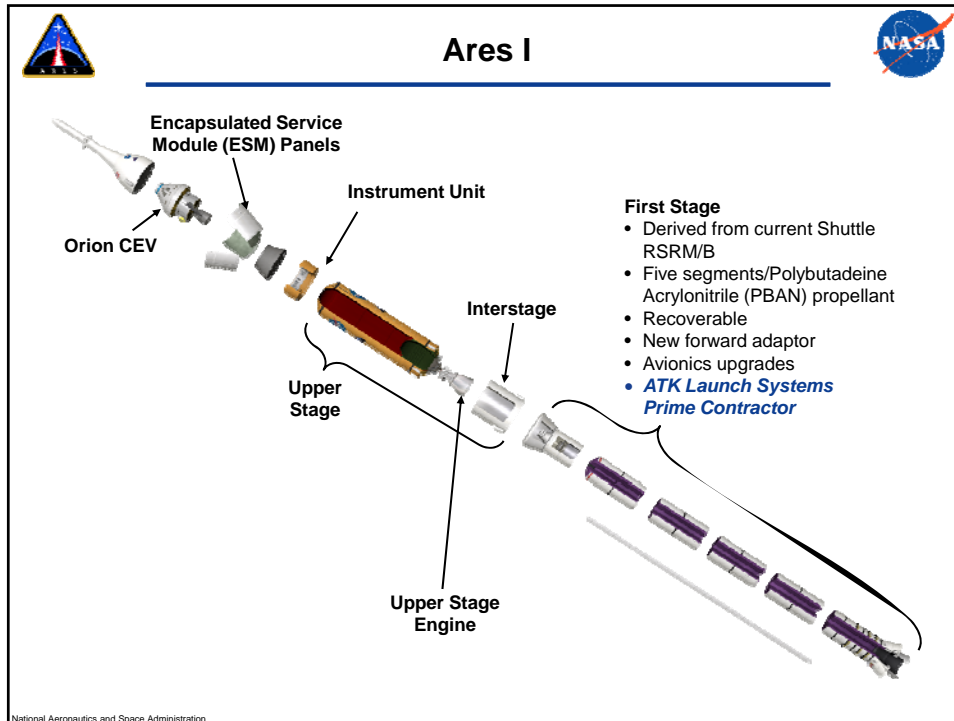 Ares I
ARES
NASA
Encapsulated Service
Module (ESM) Panels
Instrument Unit
Orion CEV
First Stage
• Derived from current Shuttle
RSRM/B
• Five segments/Polybutadeine
Acrylonitrile (PBAN) propellant
• Recoverable
• New forward adaptor
• Avionics upgrades
• ATK Launch Systems
Prime Contractor
Interstage
Upper
Stage
Upper Stage
Engine
National Aeronautics and Space Administration